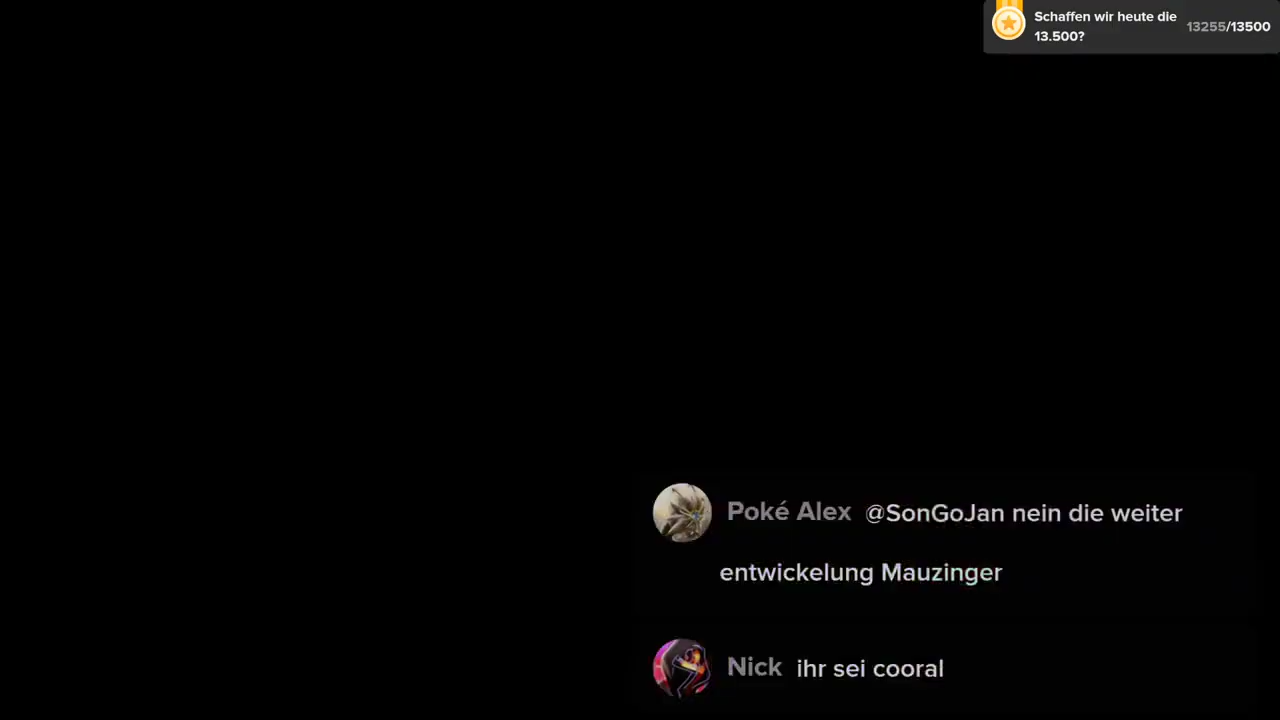 Schaffen wir heute die
13.500?
13255/13500
Poké Alex @SonGoJan nein die weiter
entwickelung Mauzinger
Nick ihr sei cooral